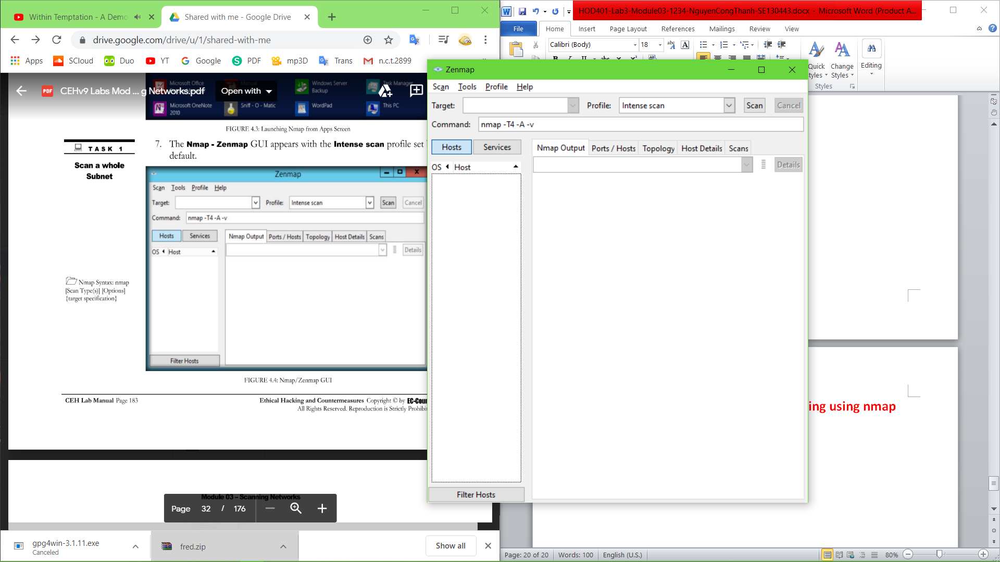 Within Temptation - A Demo
Shared with me - Google Drive
drive.google.com/drive/u/1/shared-with-me
Apps
SCloud
Duo
YT
Google
PDF
mp3D
Trans
n.c.t.2899
PDF
CEHv9 Labs Mod ... g Networks.pdf
Open with
Microsoft Office
Manual
Windows Server
Backup
Task Manager
Microsoft OneNote
2010
Sniff - O - Matic
WordPad
This PC
FIGURE 4.3: Launching Nmap from Apps Screen
TASK 1
Scan a whole
Subnet
7. The Nmap - Zenmap GUI appears with the Intense scan profile set
default.
Zenmap
Scan Tools Profile Help
Target:
Profile: Intense scan
Scan
Cancel
Command: nmap -T4 -A -v
Hosts
Services
Nmap Output
Ports / Hosts
Topology
Host Details
Scans
OS
Host
Details
Filter Hosts
Nmap Syntax: nmap
[Scan Type(s)] [Options]
{target specification}
FIGURE 4.4: Nmap/Zenmap GUI
CEH Lab Manual Page 183
Ethical Hacking and Countermeasures Copyright © by EC-Coun
All Rights Reserved. Reproduction is Strictly Prohibit
Module 03 – Scanning Networks
Page 32 / 176
gpg4win-3.1.11.exe
Canceled
fred.zip
Show all
HOD401-Lab3-Module03-1234-NguyenCongThanh-SE130443.docx - Microsoft Word (Product A...
File
Home
Insert
Page Layout
References
Mailings
Review
View
Calibri (Body)
18
Quick
Styles
Change
Styles
Editing
Styles
Zenmap
Scan Tools Profile Help
Target:
Profile: Intense scan
Scan
Cancel
Command: nmap -T4 -A -v
Hosts
Services
Nmap Output
Ports / Hosts
Topology
Host Details
Scans
OS
Host
Details
Filter Hosts
ing using nmap
Page: 20 of 20
Words: 100
English (U.S.)
80%